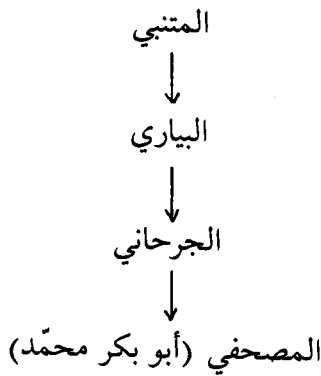 المتنبي
البياري
الجرحاني
المصحفي (أبو بكر محمّد)